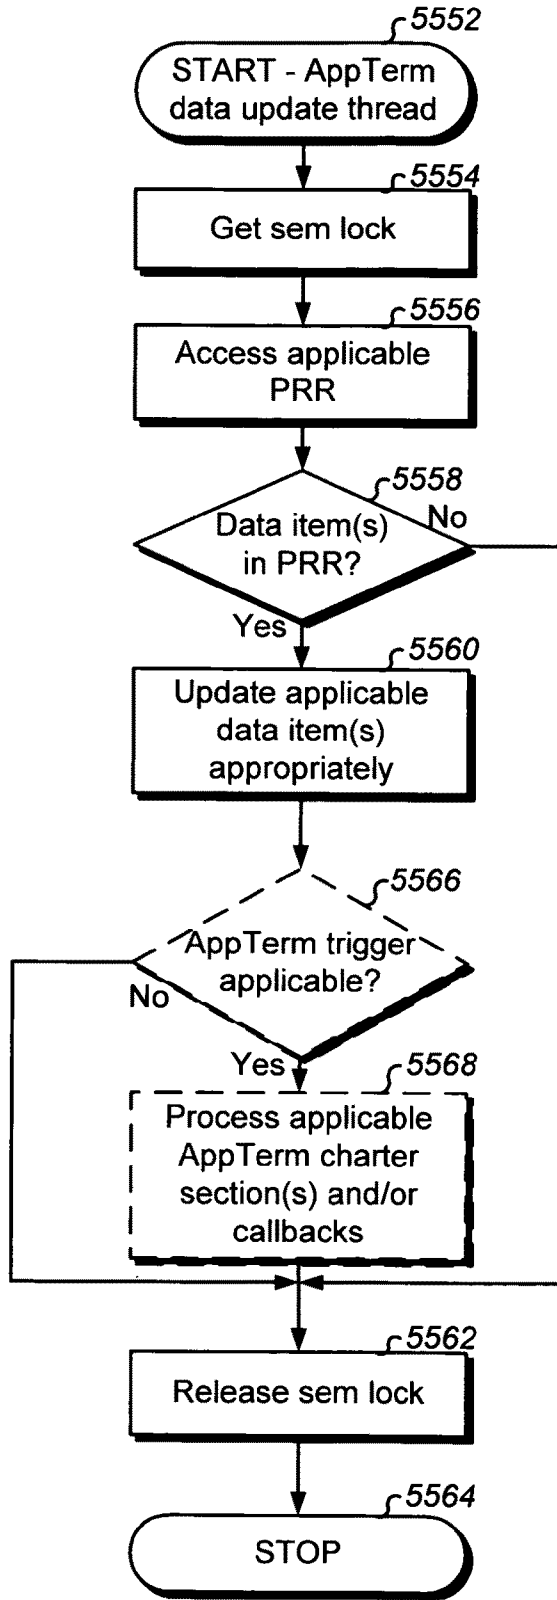 5552
START - AppTerm
data update thread
5554
Get sem lock
5556
Access applicable
PRR
5558
Data item(s)
in PRR?
No
Yes
5560
Update applicable
data item(s)
appropriately
5566
AppTerm trigger
applicable?
No
Yes
5568
Process applicable
AppTerm charter
section(s) and/or
callbacks
5562
Release sem lock
5564
STOP